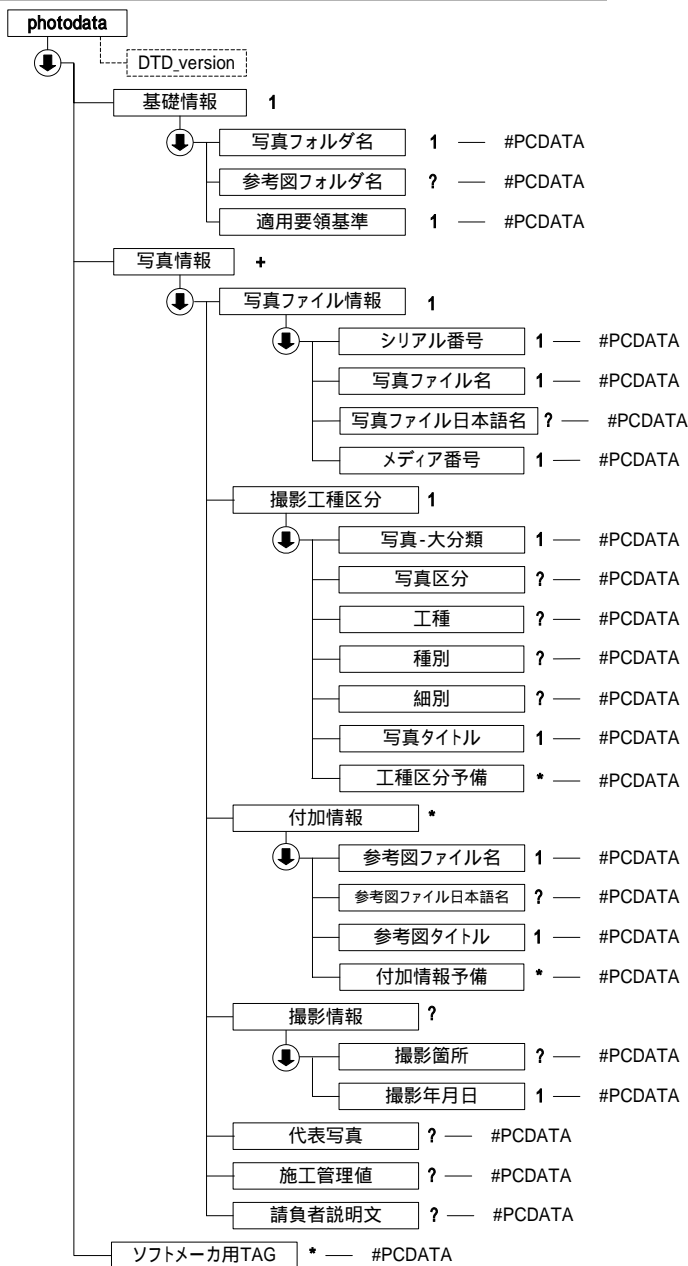 photodata
DTD_version
基礎情報 1
写真フォルダ名 1 #PCDATA
参考図フォルダ名 ? #PCDATA
適用要領基準 1 #PCDATA
写真情報 +
写真ファイル情報 1
シリアル番号 1 #PCDATA
写真ファイル名 1 #PCDATA
写真ファイル日本語名 ? #PCDATA
メディア番号 1 #PCDATA
撮影工種区分 1
写真-大分類 1 #PCDATA
写真区分 ? #PCDATA
工種 ? #PCDATA
種別 ? #PCDATA
細別 ? #PCDATA
写真タイトル 1 #PCDATA
工種区分予備 * #PCDATA
付加情報 *
参考図ファイル名 1 #PCDATA
参考図ファイル日本語名 ? #PCDATA
参考図タイトル 1 #PCDATA
付加情報予備 * #PCDATA
撮影情報 ?
撮影箇所 ? #PCDATA
撮影年月日 1 #PCDATA
代表写真 ? #PCDATA
施工管理値 ? #PCDATA
請負者説明文 ? #PCDATA
ソフトメーカ用TAG * #PCDATA